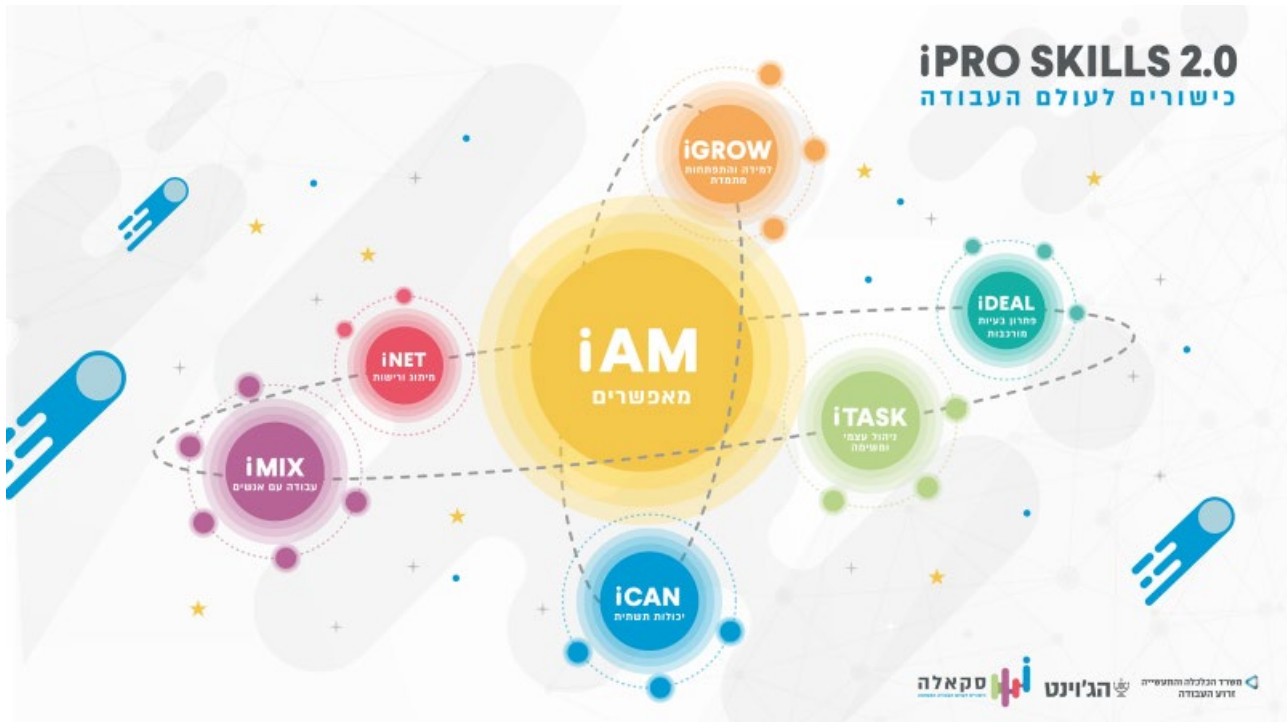 iPRO SKILLS 2.0
כישורים לעולם העבודה
iGROW
למידה והתפתחות
מתמדת
iDEAL
פתרון בעיות
מורכבות
iNET
מיתוג ורישות
iAM
מאפשרים
iTASK
ניהול עצמי
ומשימה
iMIX
עבודה עם אנשים
iCAN
יכולות תשתית
משרד הכלכלה והתעשייה
זרוע העבודה
הג'וינט
סקאלה